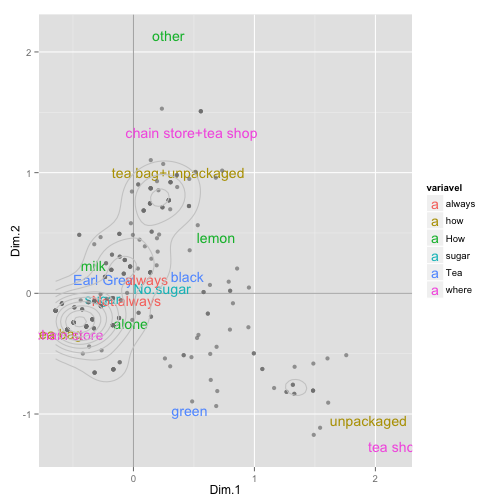 other
2
chain store+tea shop
tea bag+unpackaged
1
lemon
milk
Earl Grey
always
black
No.sugar
always
0
alone
store
green
-1
unpackaged
tea sho
0
1
2
Dim.1
Dim.2
variavel
a always
a how
a How
a sugar
a Tea
a where